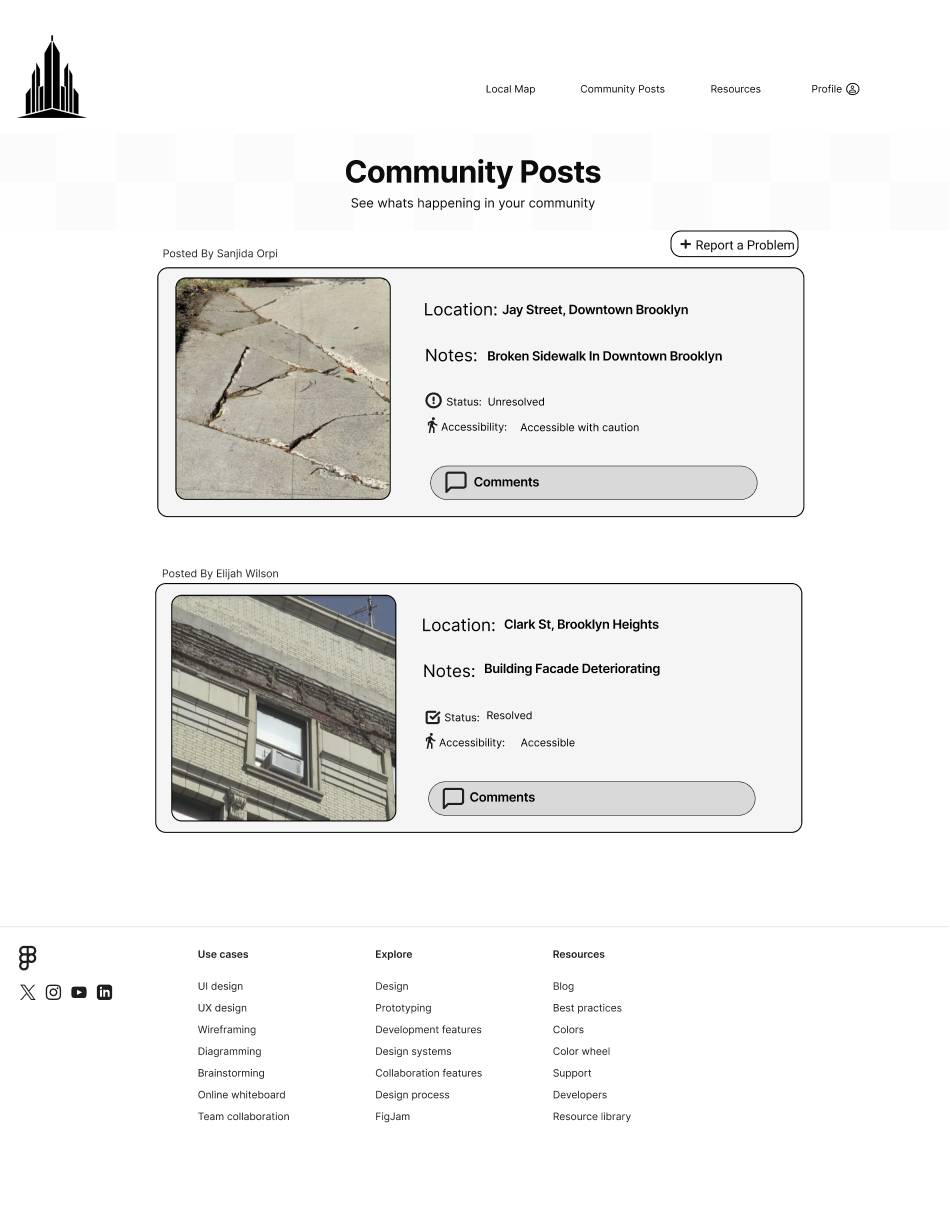 Local Map Community Posts Resources Profile
Community Posts
See whats happening in your community
+ Report a Problem
Posted By Sanjida Orpi
Location: Jay Street, Downtown Brooklyn
Notes: Broken Sidewalk In Downtown Brooklyn
Status: Unresolved
Accessibility: Accessible with caution
Comments
Posted By Elijah Wilson
Location: Clark St, Brooklyn Heights
Notes: Building Facade Deteriorating
Status: Resolved
Accessibility: Accessible
Comments
Use cases
UI design
UX design
Wireframing
Diagramming
Brainstorming
Online whiteboard
Team collaboration
Explore
Design
Prototyping
Development features
Design systems
Collaboration features
Design process
FigJam
Resources
Blog
Best practices
Colors
Color wheel
Support
Developers
Resource library